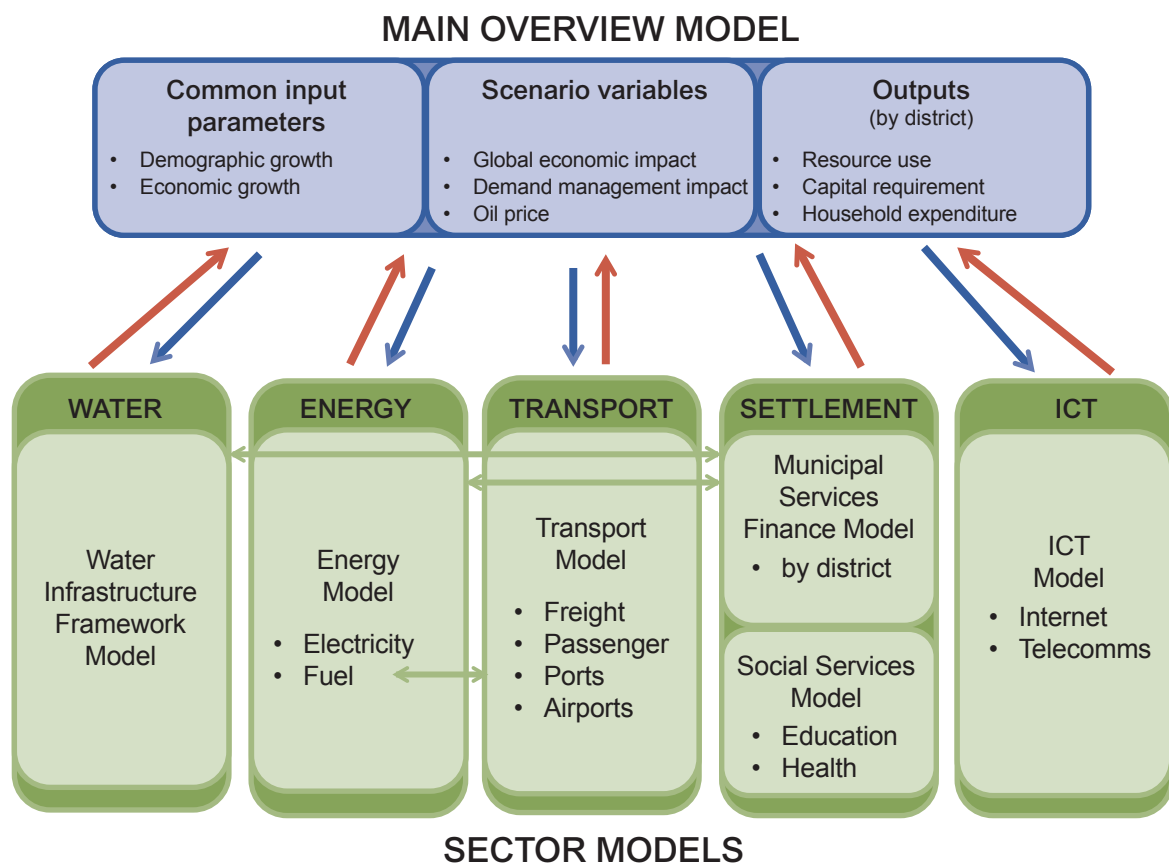 MAIN OVERVIEW MODEL
Common input
parameters
• Demographic growth
• Economic growth
Scenario variables
• Global economic impact
• Demand management impact
• Oil price
Outputs
(by district)
• Resource use
• Capital requirement
• Household expenditure
WATER
Water
Infrastructure
Framework
Model
ENERGY
Energy
Model
• Electricity
• Fuel
TRANSPORT
Transport
Model
• Freight
• Passenger
• Ports
• Airports
SETTLEMENT
Municipal
Services
Finance Model
• by district
Social Services
Model
• Education
• Health
ICT
ICT
Model
• Internet
• Telecomms
SECTOR MODELS